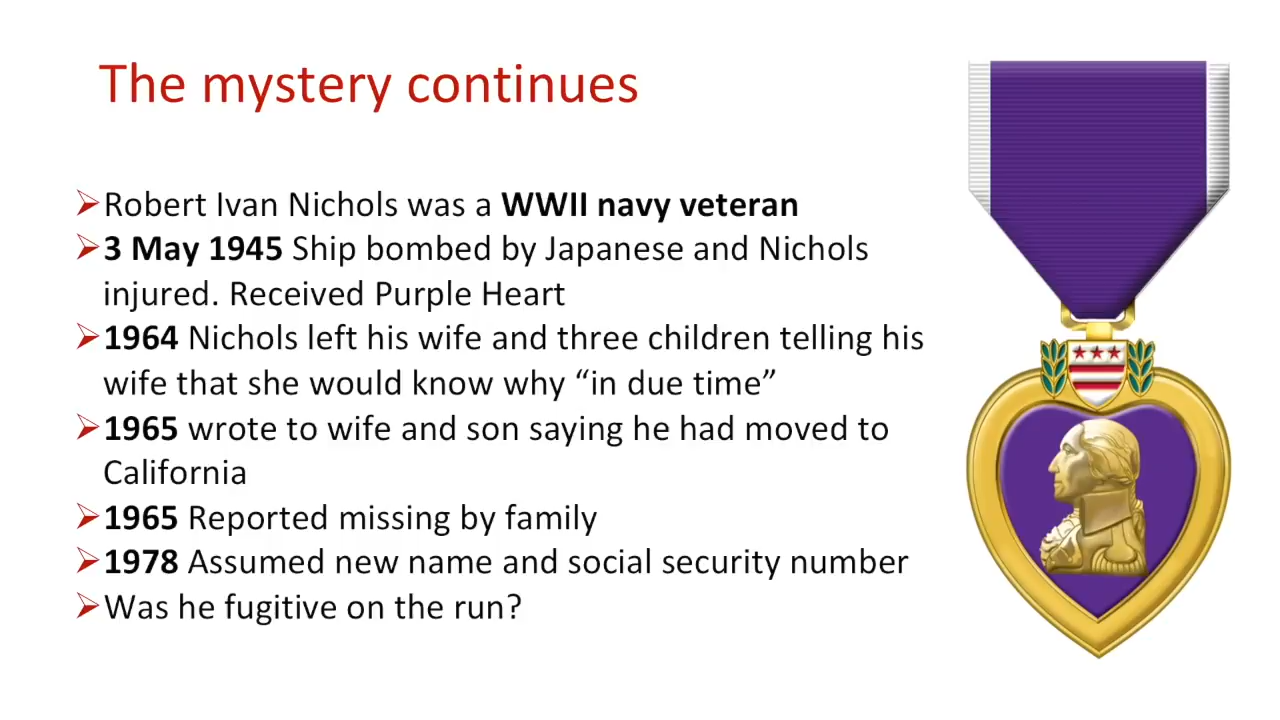 The mystery continues
➢Robert Ivan Nichols was a WWII navy veteran
➢3 May 1945 Ship bombed by Japanese and Nichols
injured. Received Purple Heart
➢1964 Nichols left his wife and three children telling his
wife that she would know why “in due time”
➢1965 wrote to wife and son saying he had moved to
California
➢1965 Reported missing by family
➢1978 Assumed new name and social security number
➢Was he fugitive on the run?